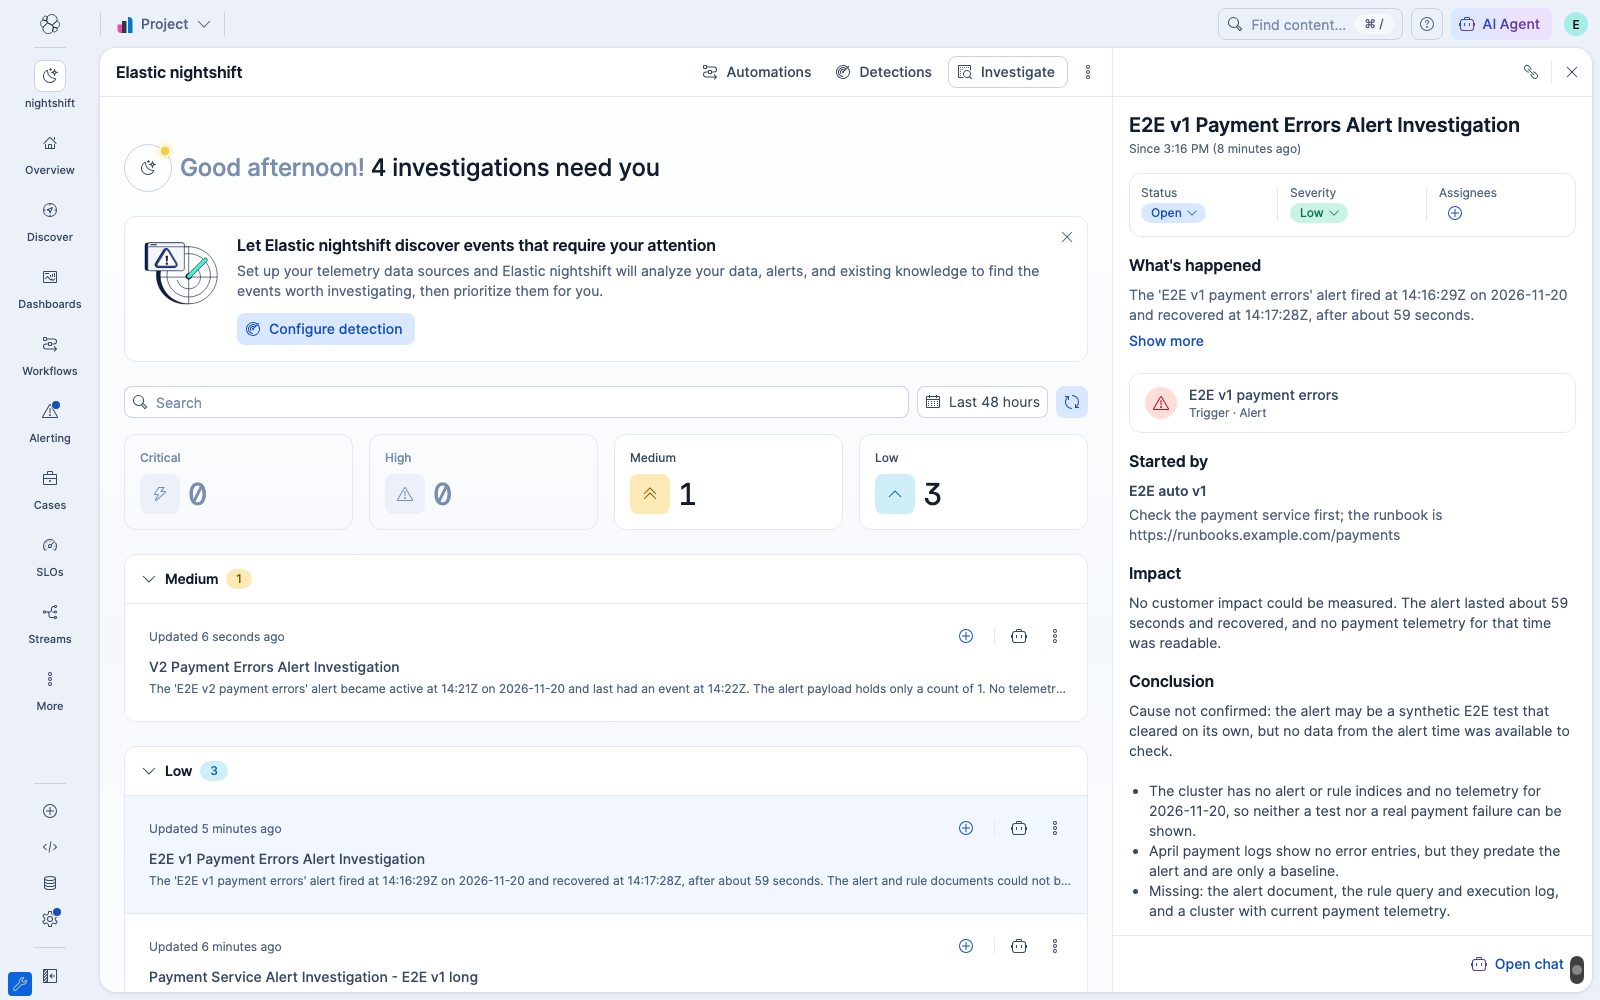 Project
Find content...
⌘ /
AI Agent
E
nightshift
Overview
Discover
Dashboards
Workflows
Alerting
Cases
SLOs
Streams
More
Elastic nightshift
Automations
Detections
Investigate
Good afternoon! 4 investigations need you
Let Elastic nightshift discover events that require your attention
Set up your telemetry data sources and Elastic nightshift will analyze your data, alerts, and existing knowledge to find the
events worth investigating, then prioritize them for you.
Configure detection
Search
Last 48 hours
Critical
0
High
0
Medium
1
Low
3
Medium 1
Updated 6 seconds ago
V2 Payment Errors Alert Investigation
The 'E2E v2 payment errors' alert became active at 14:21Z on 2026-11-20 and last had an event at 14:22Z. The alert payload holds only a count of 1. No telemetr...
Low 3
Updated 5 minutes ago
E2E v1 Payment Errors Alert Investigation
The 'E2E v1 payment errors' alert fired at 14:16:29Z on 2026-11-20 and recovered at 14:17:28Z, after about 59 seconds. The alert and rule documents could not b...
Updated 6 minutes ago
Payment Service Alert Investigation - E2E v1 long
E2E v1 Payment Errors Alert Investigation
Since 3:16 PM (8 minutes ago)
Status
Open
Severity
Low
Assignees
What's happened
The 'E2E v1 payment errors' alert fired at 14:16:29Z on 2026-11-20
and recovered at 14:17:28Z, after about 59 seconds.
Show more
E2E v1 payment errors
Trigger · Alert
Started by
E2E auto v1
Check the payment service first; the runbook is
https://runbooks.example.com/payments
Impact
No customer impact could be measured. The alert lasted about 59
seconds and recovered, and no payment telemetry for that time
was readable.
Conclusion
Cause not confirmed: the alert may be a synthetic E2E test that
cleared on its own, but no data from the alert time was available to
check.
• The cluster has no alert or rule indices and no telemetry for
2026-11-20, so neither a test nor a real payment failure can be
shown.
• April payment logs show no error entries, but they predate the
alert and are only a baseline.
• Missing: the alert document, the rule query and execution log,
and a cluster with current payment telemetry.
Open chat